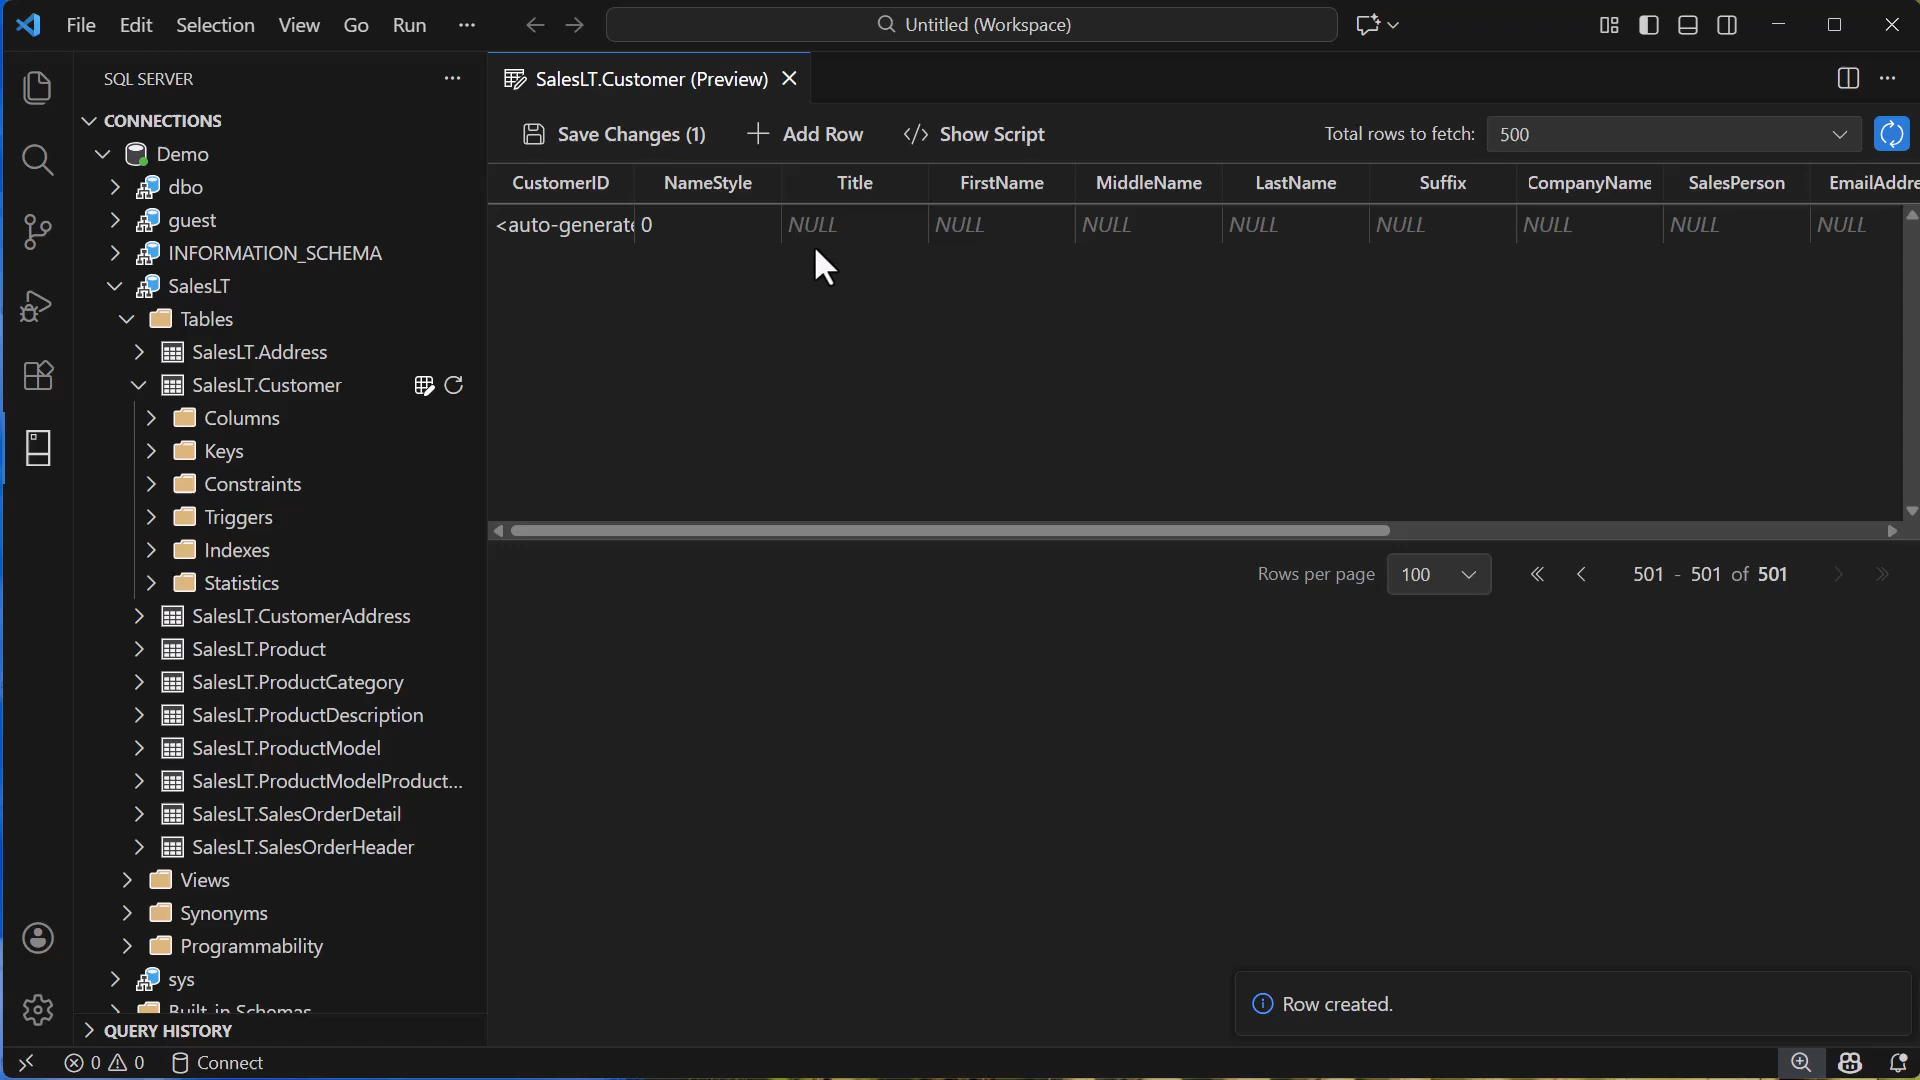 File Edit Selection View Go Run ··· Untitled (Workspace)
SQL SERVER ···
CONNECTIONS
Demo
dbo
guest
INFORMATION_SCHEMA
SalesLT
Tables
SalesLT.Address
SalesLT.Customer
Columns
Keys
Constraints
Triggers
Indexes
Statistics
SalesLT.CustomerAddress
SalesLT.Product
SalesLT.ProductCategory
SalesLT.ProductDescription
SalesLT.ProductModel
SalesLT.ProductModelProduct...
SalesLT.SalesOrderDetail
SalesLT.SalesOrderHeader
Views
Synonyms
Programmability
sys
Built-in Schemas
QUERY HISTORY
SalesLT.Customer (Preview)
Save Changes (1) Add Row Show Script Total rows to fetch: 500
CustomerID NameStyle Title FirstName MiddleName LastName Suffix CompanyName SalesPerson EmailAddre
<auto-generate 0 NULL NULL NULL NULL NULL NULL NULL NULL
Rows per page 100 501 - 501 of 501
Row created.
0 0 Connect